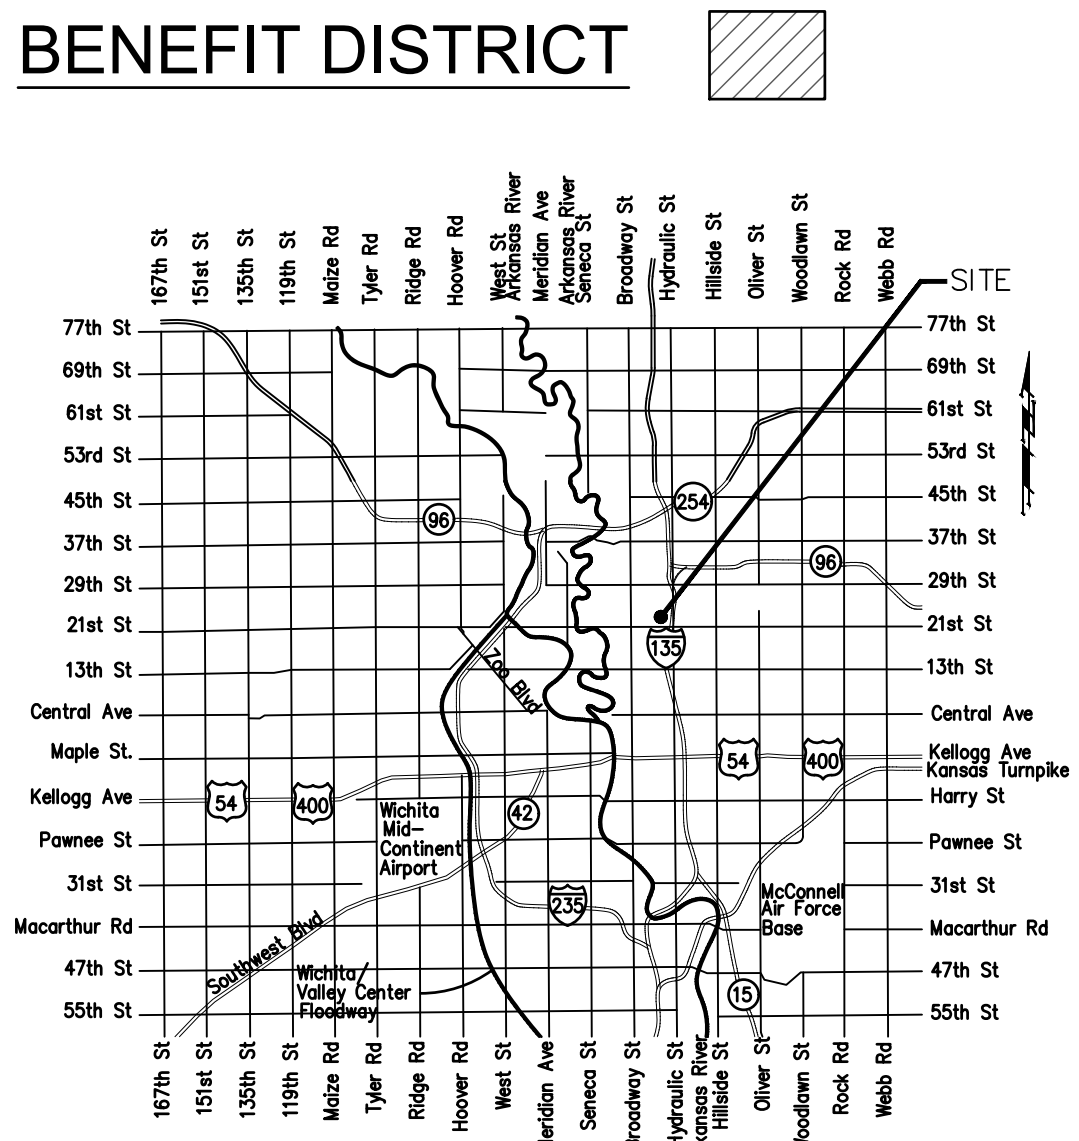 BENEFIT DISTRICT
SITE
167th St
151st St
135th St
119th St
Maize Rd
Tyler Rd
Ridge Rd
Hoover Rd
West St
Arkansas River
Meridian Ave
Arkansas River
Seneca St
Broadway St
Hydraulic St
Hillside St
Oliver St
Woodlawn St
Rock Rd
Webb Rd
77th St
69th St
61st St
53rd St
45th St
37th St
29th St
21st St
13th St
Central Ave
Maple St.
Kellogg Ave
Pawnee St
31st St
Macarthur Rd
47th St
55th St
77th St
69th St
61st St
53rd St
45th St
37th St
29th St
21st St
13th St
Central Ave
Kellogg Ave
Kansas Turnpike
Harry St
Pawnee St
31st St
Macarthur Rd
47th St
55th St
96
254
96
135
Zoo Blvd
54
400
54
400
42
Wichita
Mid-
Continent
Airport
235
McConnell
Air Force
Base
Southwest Blvd
Wichita/
Valley Center
Floodway
15
167th St
151st St
135th St
119th St
Maize Rd
Tyler Rd
Ridge Rd
Hoover Rd
West St
eridian Ave
Seneca St
roadway St
ydraulic St
kansas River
Hillside St
Oliver St
oodlawn St
Rock Rd
Webb Rd